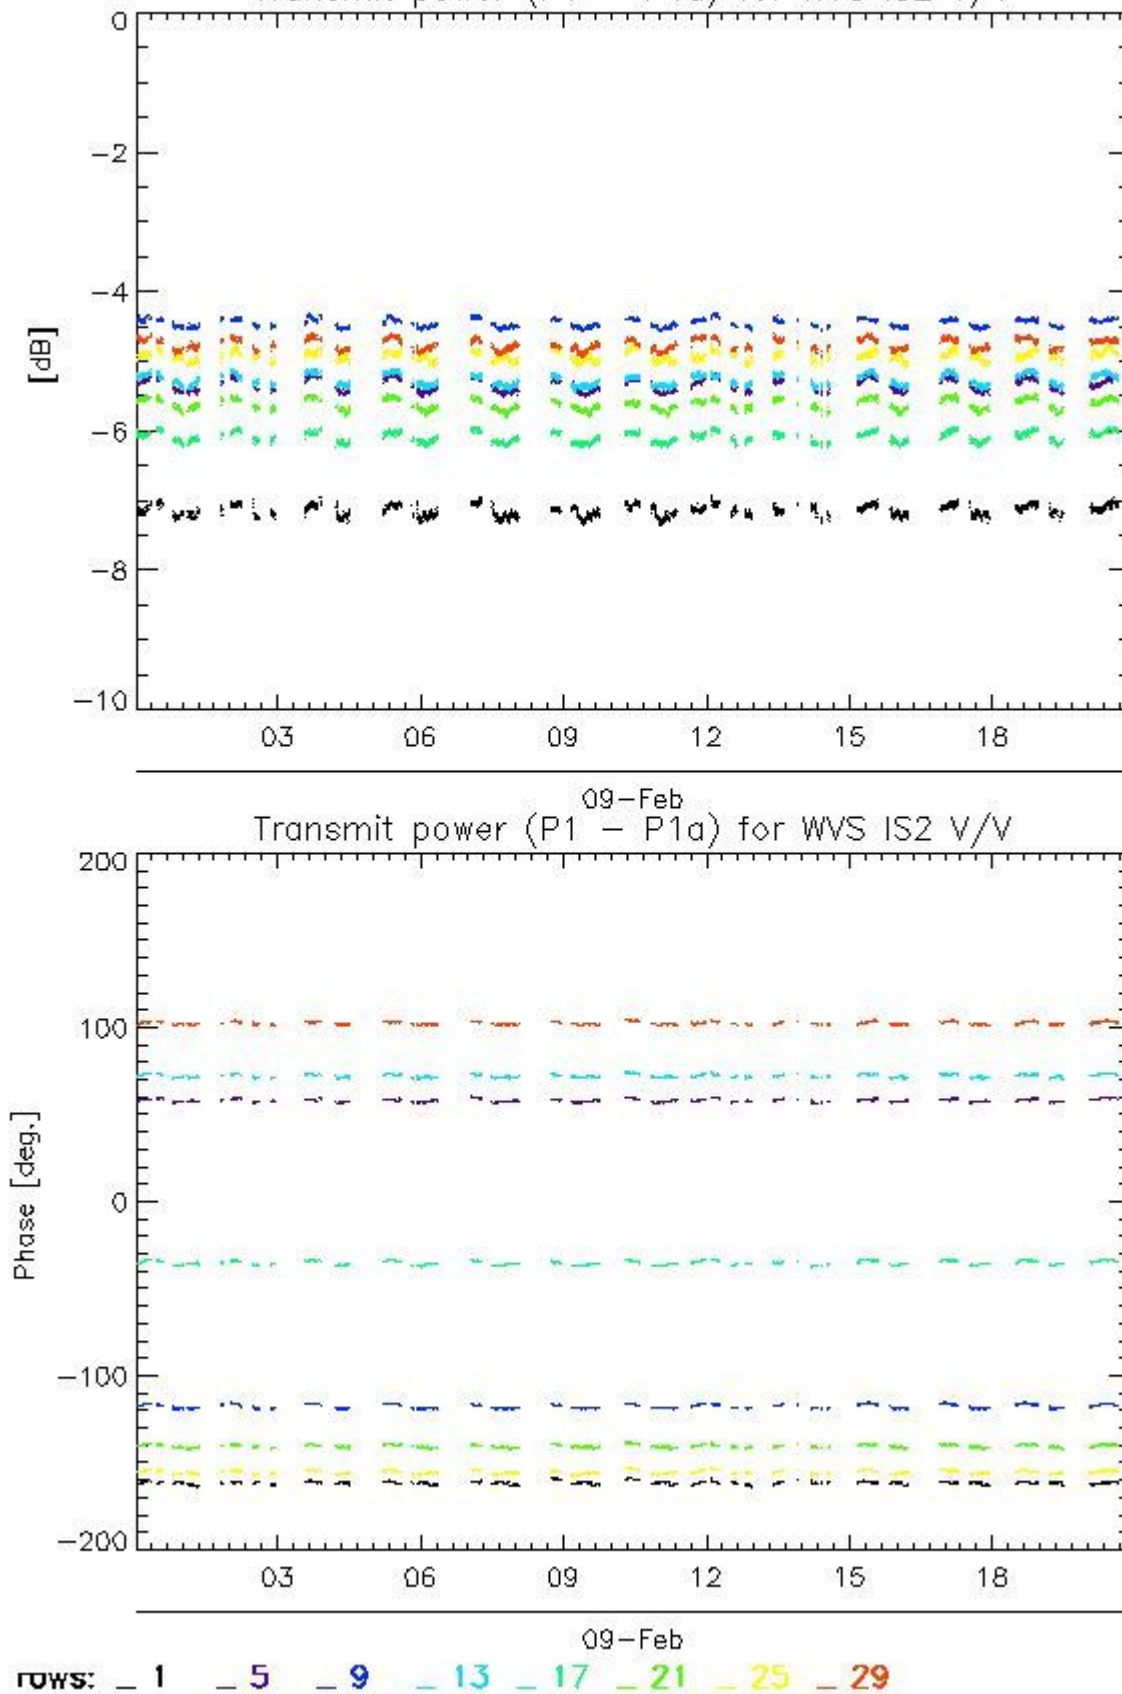 0
−2
−4
[dB]
−6
−8
−10
03 06 09 12 15 18
09−Feb
Transmit power (P1 − P1a) for WVS IS2 V/V
200
100
Phase [deg.]
0
−100
−200
03 06 09 12 15 18
09−Feb
rows: _ 1 _ 5 _ 9 _ 13 _ 17 _ 21 _ 25 _ 29